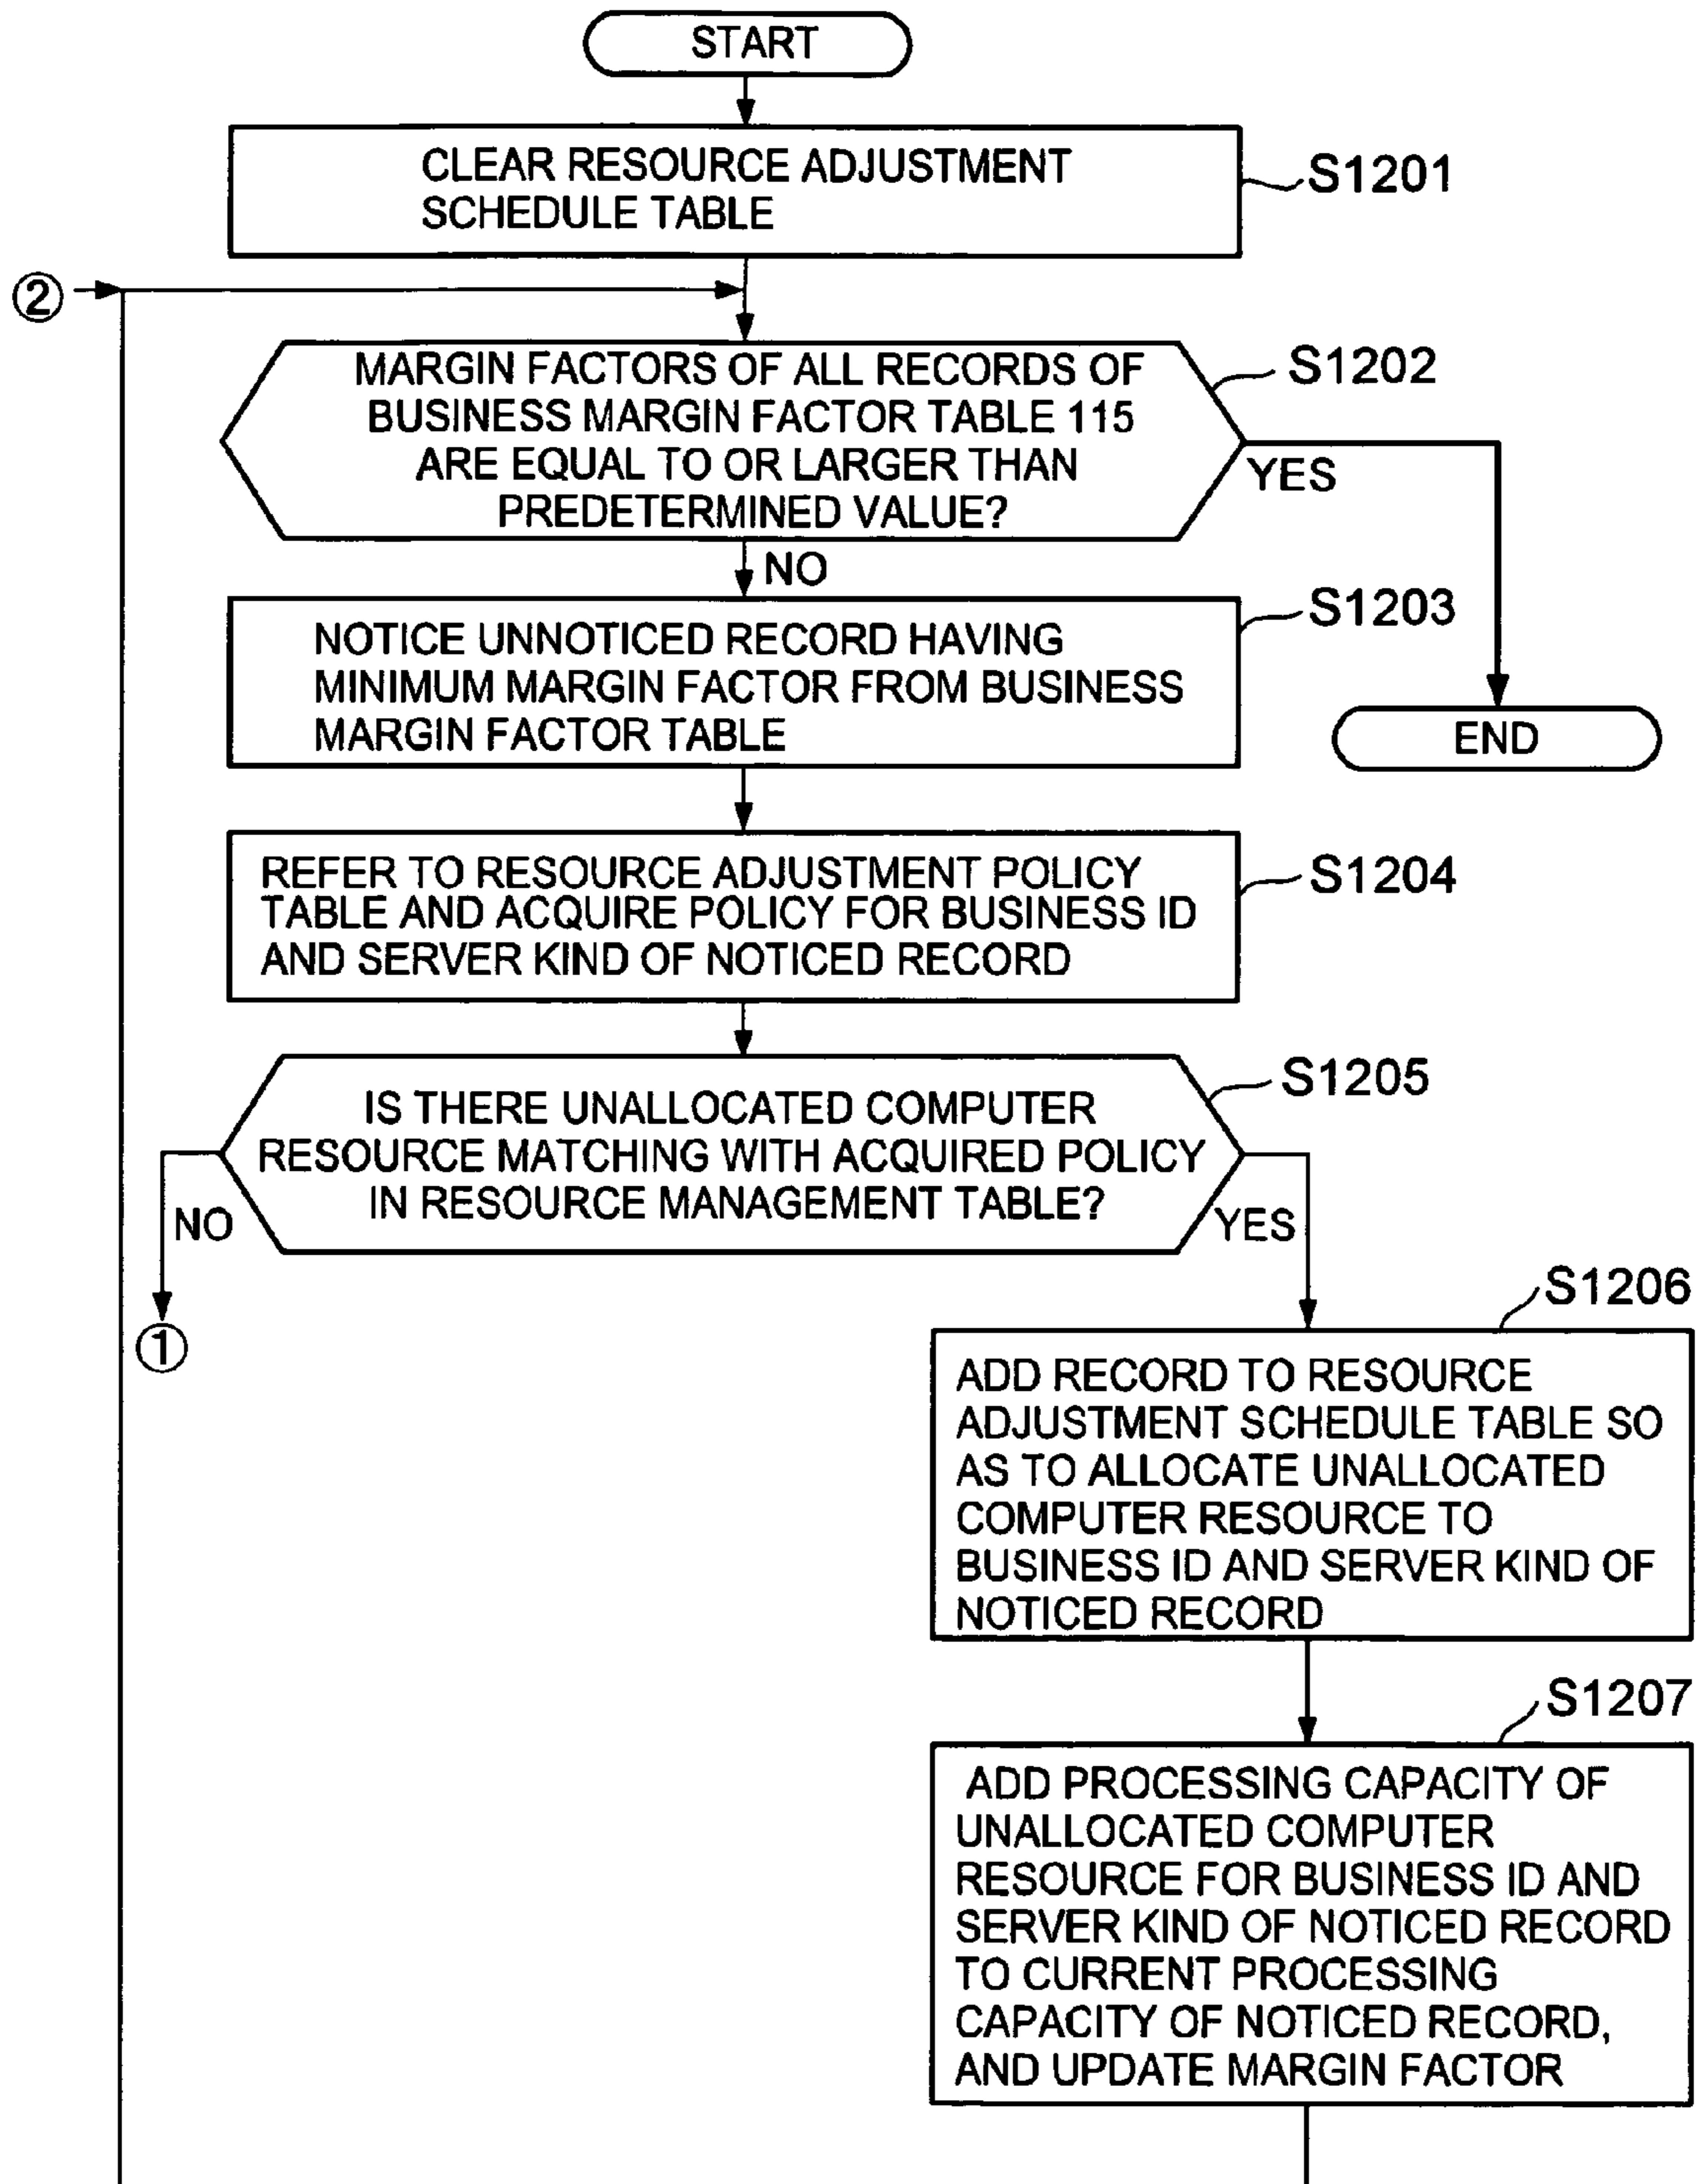 START
CLEAR RESOURCE ADJUSTMENT
SCHEDULE TABLE
S1201
②
MARGIN FACTORS OF ALL RECORDS OF
BUSINESS MARGIN FACTOR TABLE 115
ARE EQUAL TO OR LARGER THAN
PREDETERMINED VALUE?
S1202
YES
NO
NOTICE UNNOTICED RECORD HAVING
MINIMUM MARGIN FACTOR FROM BUSINESS
MARGIN FACTOR TABLE
S1203
END
REFER TO RESOURCE ADJUSTMENT POLICY
TABLE AND ACQUIRE POLICY FOR BUSINESS ID
AND SERVER KIND OF NOTICED RECORD
S1204
IS THERE UNALLOCATED COMPUTER
RESOURCE MATCHING WITH ACQUIRED POLICY
IN RESOURCE MANAGEMENT TABLE?
S1205
NO
YES
①
S1206
ADD RECORD TO RESOURCE
ADJUSTMENT SCHEDULE TABLE SO
AS TO ALLOCATE UNALLOCATED
COMPUTER RESOURCE TO
BUSINESS ID AND SERVER KIND OF
NOTICED RECORD
S1207
ADD PROCESSING CAPACITY OF
UNALLOCATED COMPUTER
RESOURCE FOR BUSINESS ID AND
SERVER KIND OF NOTICED RECORD
TO CURRENT PROCESSING
CAPACITY OF NOTICED RECORD,
AND UPDATE MARGIN FACTOR